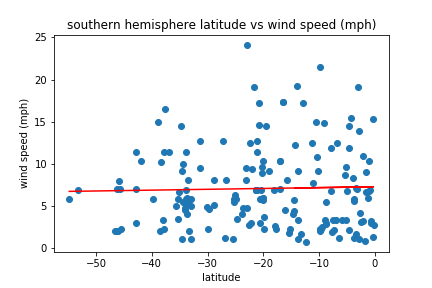 southern hemisphere latitude vs wind speed (mph)
25
20
15
10
5
0
wind speed (mph)
−50 −40 −30 −20 −10 0
latitude